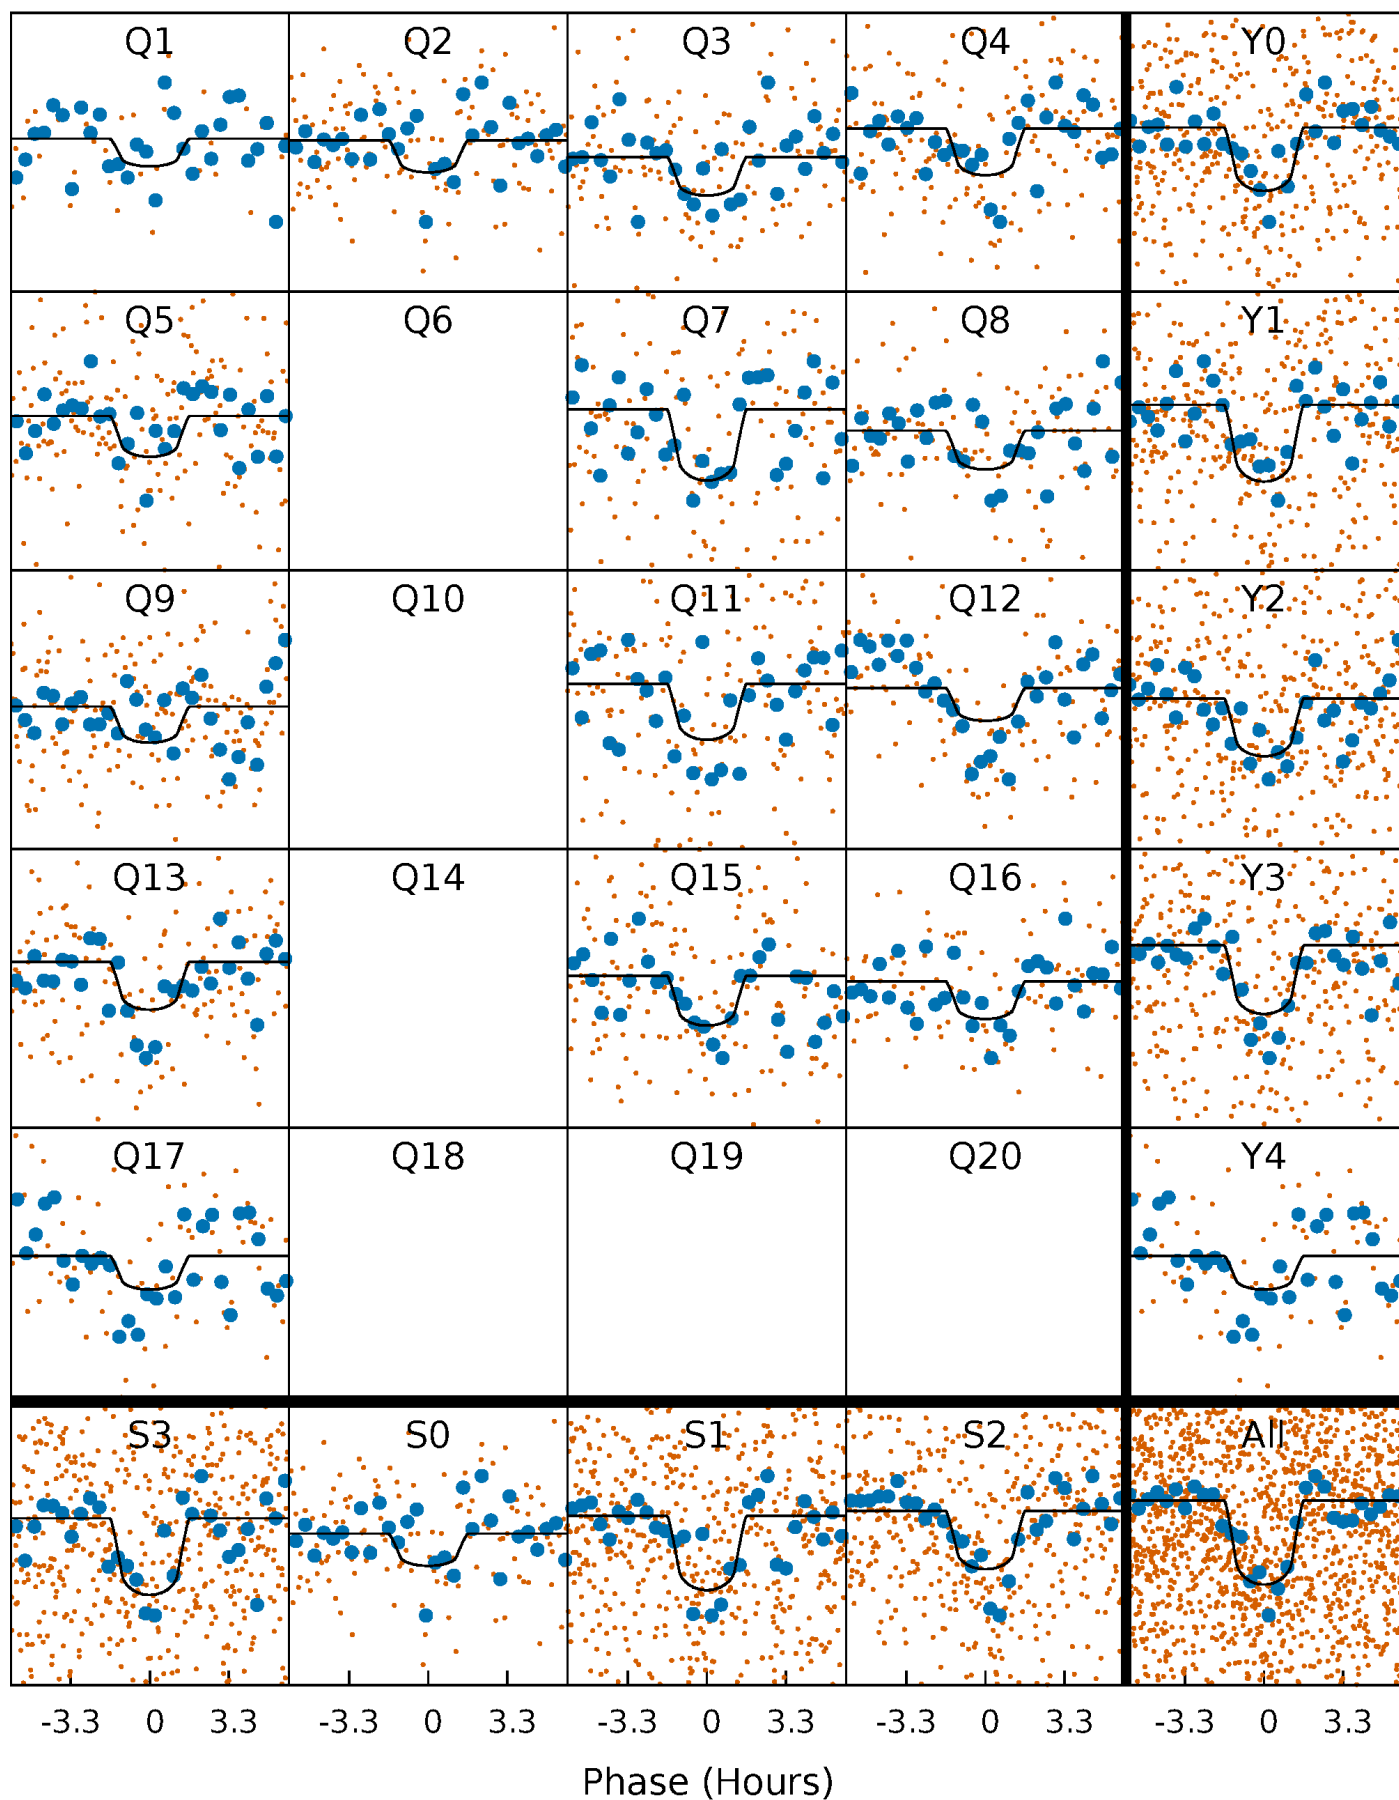 Q1 Q2 Q3 Q4 Y0
Q5 Q6 Q7 Q8 Y1
Q9 Q10 Q11 Q12 Y2
Q13 Q14 Q15 Q16 Y3
Q17 Q18 Q19 Q20 Y4
S3 S0 S1 S2 All
-3.3 0 3.3 -3.3 0 3.3 -3.3 0 3.3 -3.3 0 3.3 -3.3 0 3.3
Phase (Hours)